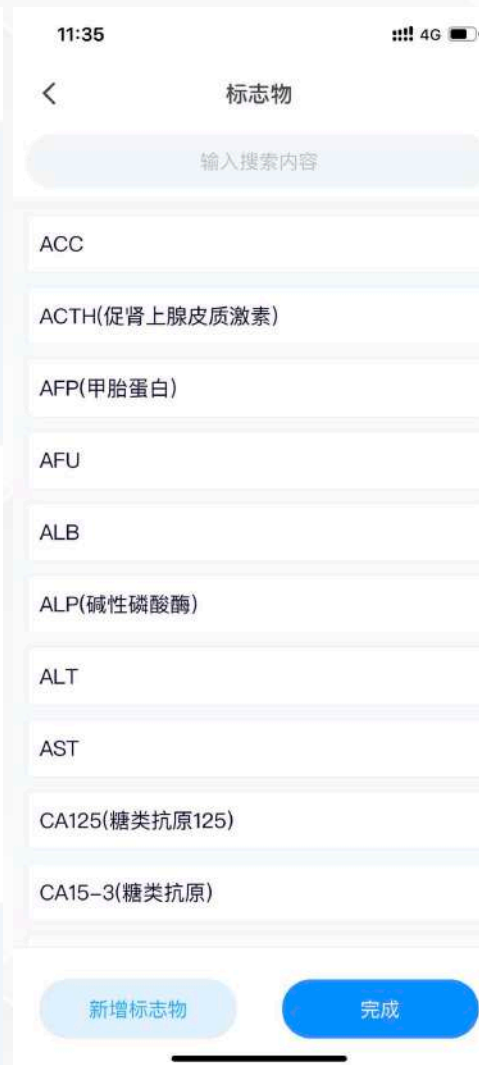 11:35 4G
标志物
输入搜索内容
ACC
ACTH(促肾上腺皮质激素)
AFP(甲胎蛋白)
AFU
ALB
ALP(碱性磷酸酶)
ALT
AST
CA125(糖类抗原125)
CA15-3(糖类抗原)
新增标志物 完成